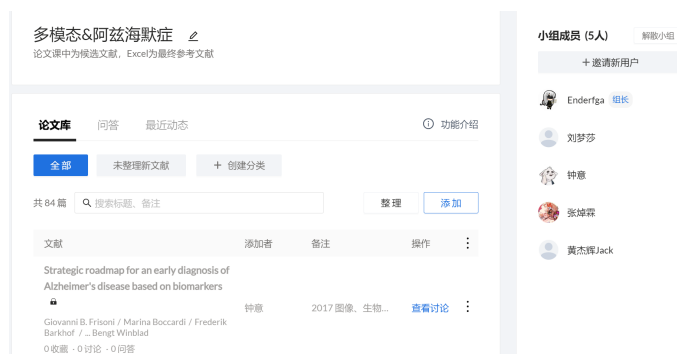 多模态&阿兹海默症
论文课中为候选文献，Excel为最终参考文献
论文库 问答 最近动态 功能介绍
全部 未整理新文献 + 创建分类
共 84 篇 搜索标题、备注 整理 添加
文献 添加者 备注 操作
Strategic roadmap for an early diagnosis of
Alzheimer's disease based on biomarkers
钟意 2017 图像、生物... 查看讨论
Giovanni B. Frisoni / Marina Boccardi / Frederik
Barkhof / ... Bengt Winblad
0 收藏 · 0 讨论 · 0 问答
小组成员 (5人) 解散小组
+ 邀请新用户
Enderfga 组长
刘梦莎
钟意
张焯霖
黄杰辉Jack